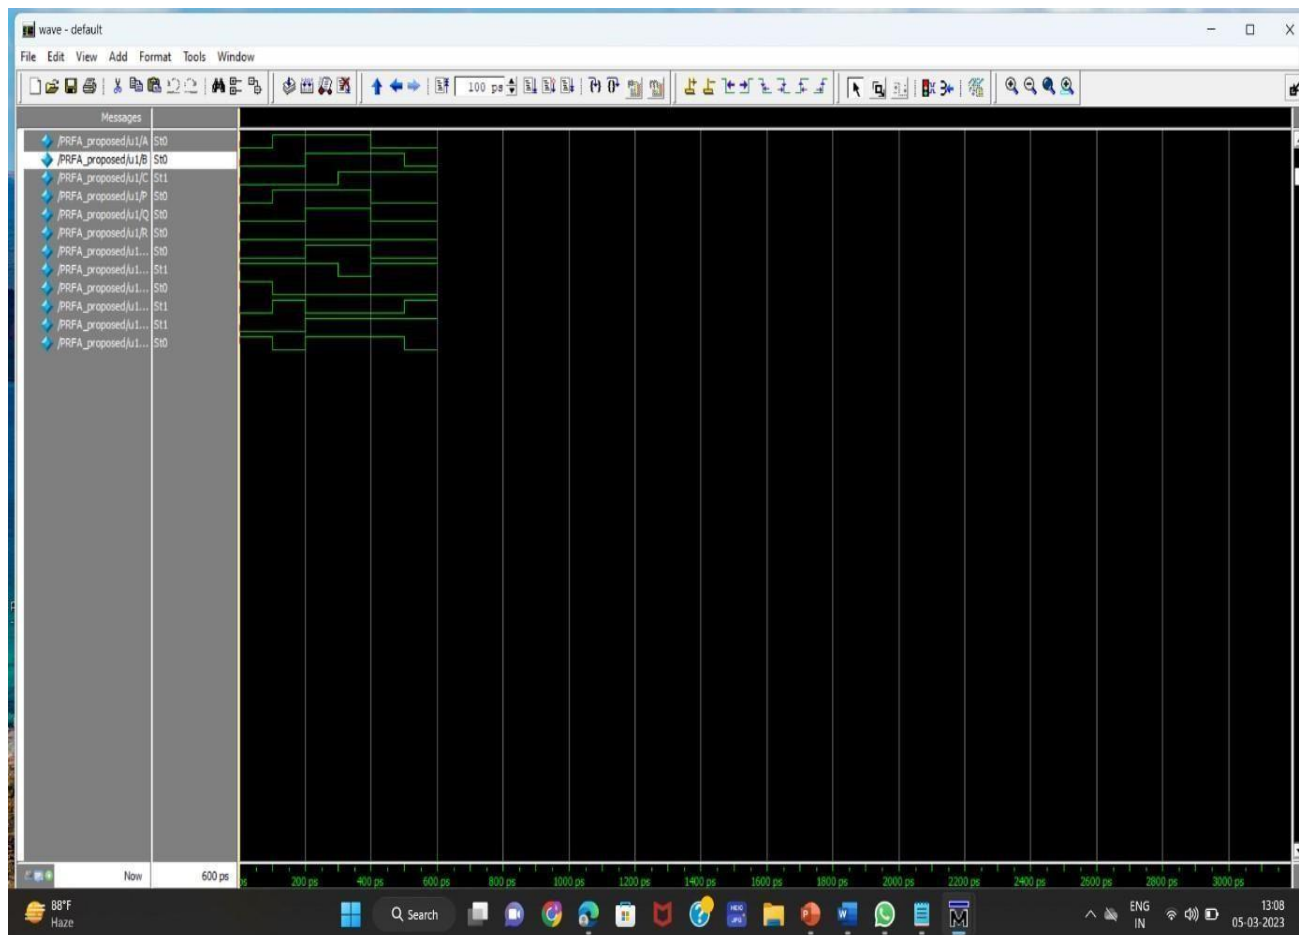 wave - default
File Edit View Add Format Tools Window
100 ps
Messages
/PRFA_proposed/u1/A St0
/PRFA_proposed/u1/B St0
/PRFA_proposed/u1/C St1
/PRFA_proposed/u1/P St0
/PRFA_proposed/u1/Q St0
/PRFA_proposed/u1/R St0
/PRFA_proposed/u1... St0
/PRFA_proposed/u1... St1
/PRFA_proposed/u1... St0
/PRFA_proposed/u1... St1
/PRFA_proposed/u1... St1
/PRFA_proposed/u1... St0
Now 600 ps
200 ps 400 ps 600 ps 800 ps 1000 ps 1200 ps 1400 ps 1600 ps 1800 ps 2000 ps 2200 ps 2400 ps 2600 ps 2800 ps 3000 ps
88°F
Haze
Search
ENG
IN
13:08
05-03-2023